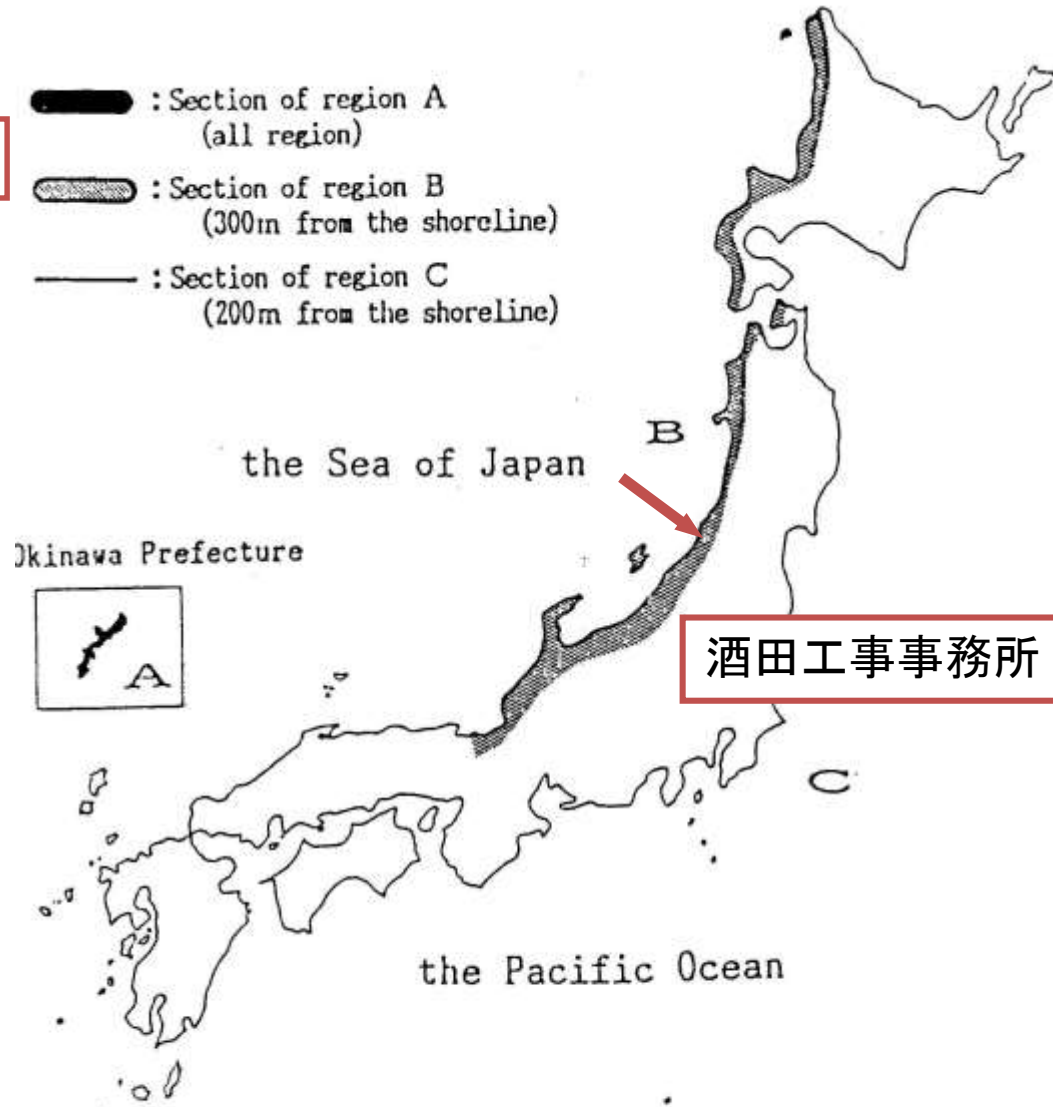 : Section of region A
(all region)
: Section of region B
(300m from the shoreline)
: Section of region C
(200m from the shoreline)
B
the Sea of Japan
Okinawa Prefecture
A
酒田工事事務所
C
the Pacific Ocean